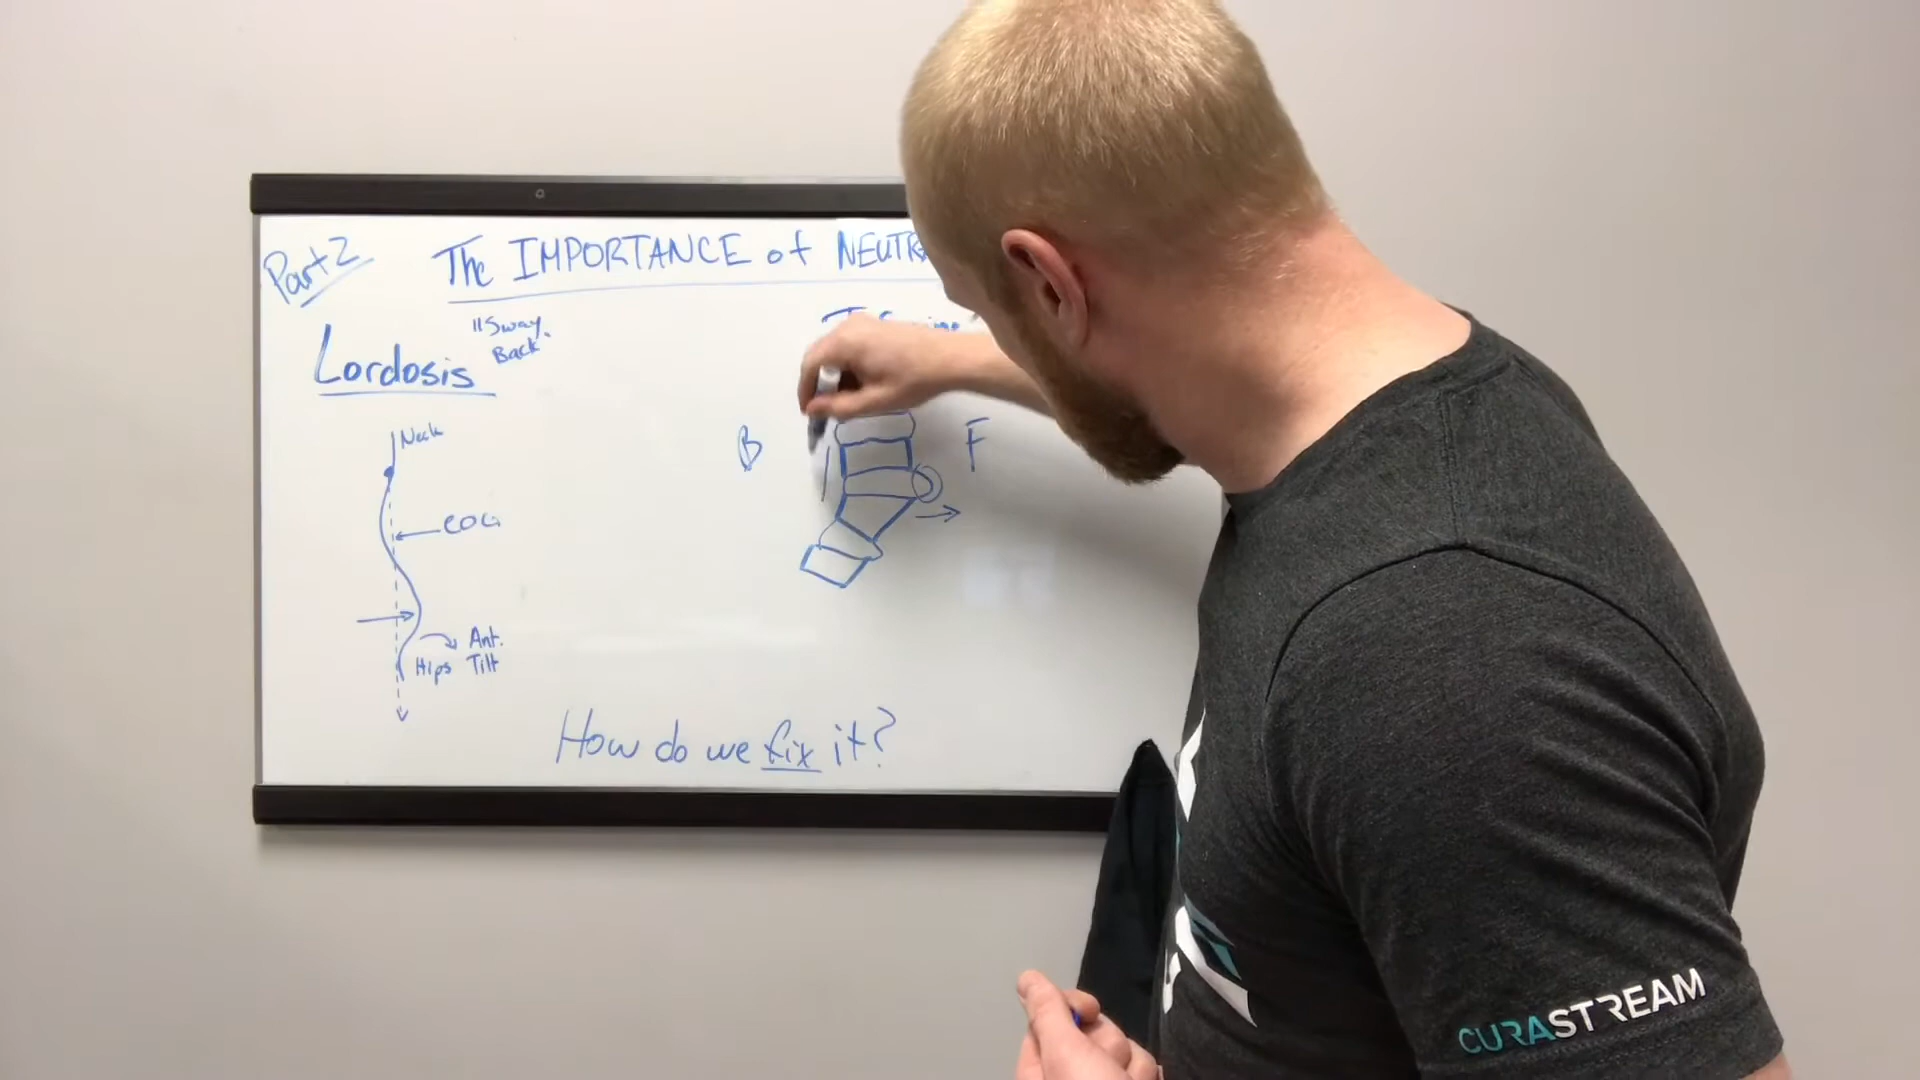 Part 2
The IMPORTANCE of NEUTRA
"Sway
Back"
Lordosis
Neck
B
F
COG
Ant.
Hips Tilt
How do we fix it?
CURASTREAM